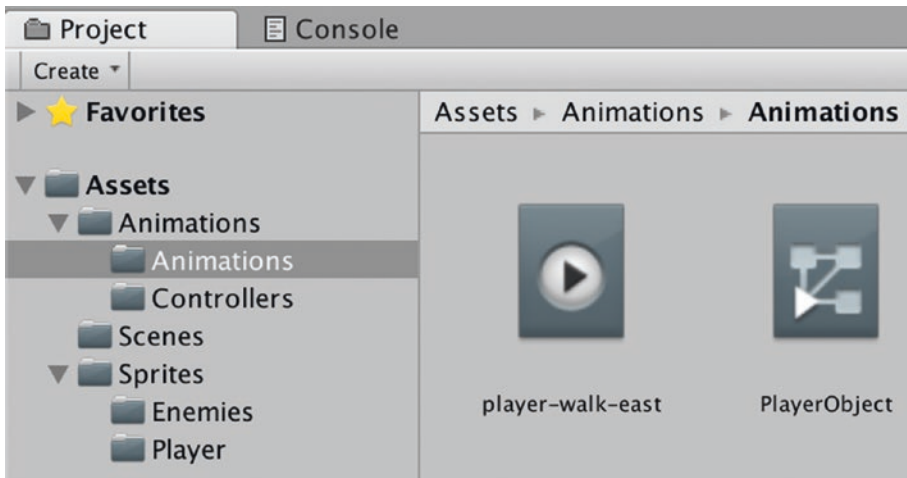 Project
Console
Create
Favorites
Assets
Animations
Animations
Controllers
Scenes
Sprites
Enemies
Player
Assets Animations Animations
player-walk-east
PlayerObject